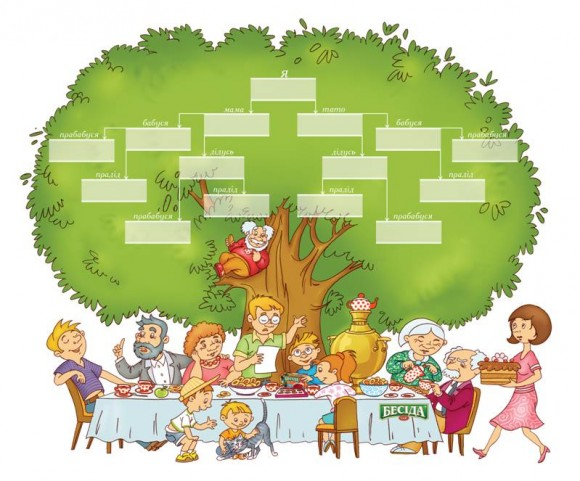 Я
мама
тато
бабуся
бабуся
прабабуся
прабабуся
дідусь
дідусь
прадід
прадід
прадід
прадід
прабабуся
прабабуся
БЕСІДА